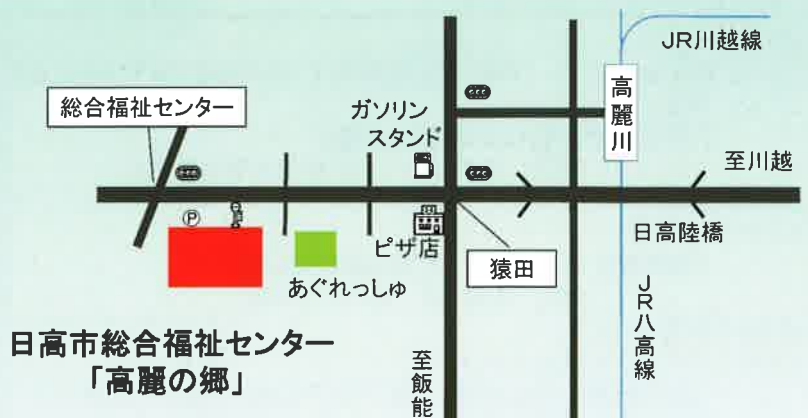 JR川越線
総合福祉センター
ガソリン
スタンド
高麗川
至川越
Ⓟ
日高陸橋
ピザ店
猿田
あぐれっしゅ
JR八高線
日高市総合福祉センター
「高麗の郷」
至飯能